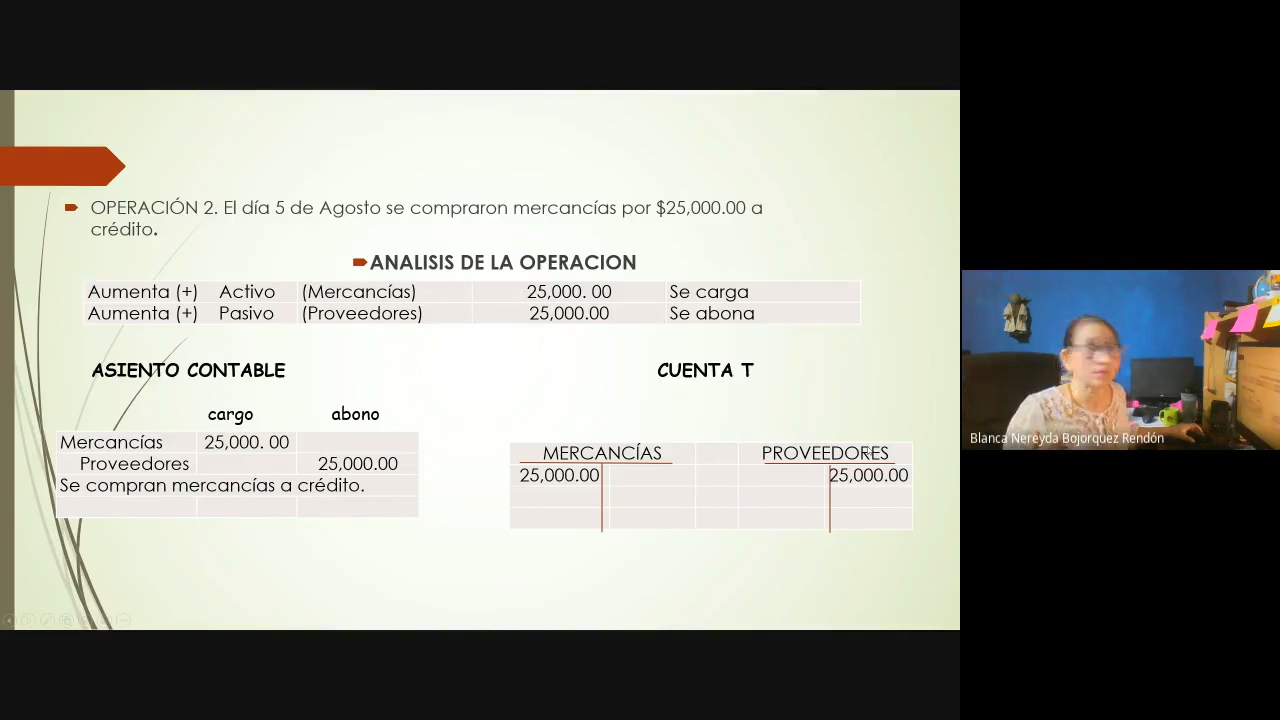 OPERACIÓN 2. El día 5 de Agosto se compraron mercancías por $25,000.00 a
crédito.
ANALISIS DE LA OPERACION
Aumenta (+) Activo (Mercancías) 25,000. 00 Se carga
Aumenta (+) Pasivo (Proveedores) 25,000.00 Se abona
ASIENTO CONTABLE
cargo abono
Mercancías 25,000. 00
Proveedores 25,000.00
Se compran mercancías a crédito.
CUENTA T
MERCANCÍAS PROVEEDORES
25,000.00 25,000.00
Blanca Nereyda Bojorquez Rendón